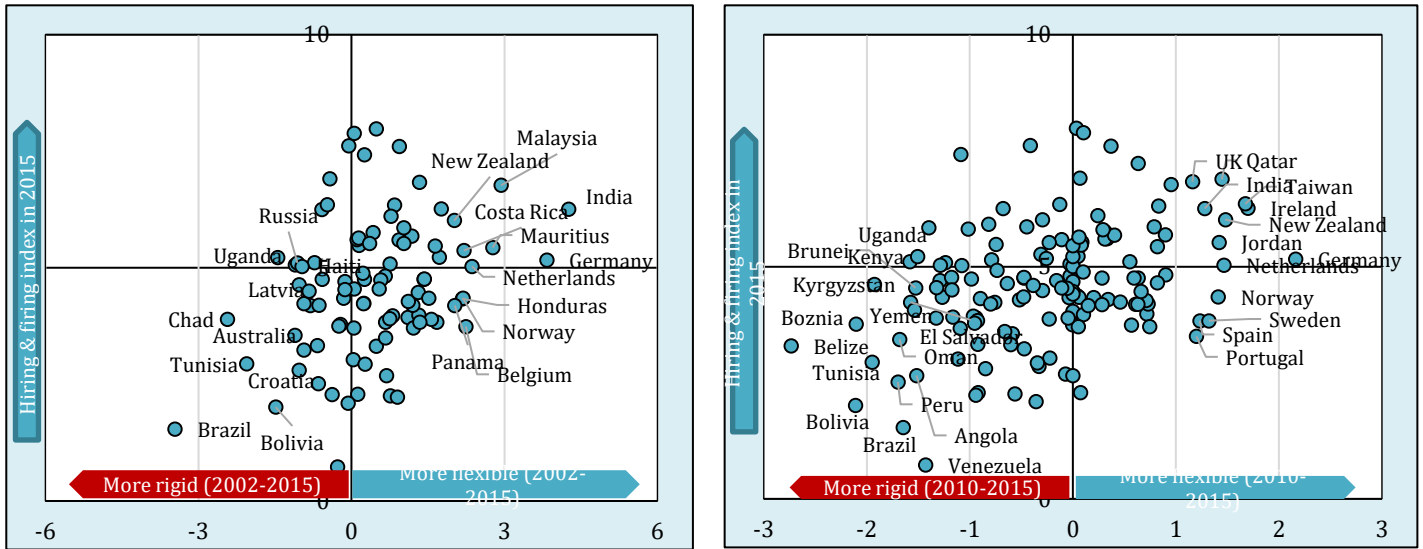 10
Malaysia
New Zealand
India
Costa Rica
Russia
Mauritius
Uganda
Haiti
Germany
Netherlands
Latvia
Honduras
Chad
Norway
Australia
Panama
Tunisia
Belgium
Croatia
Brazil
Bolivia
More rigid (2002-2015)
More flexible (2002-
2015)
0
-6
-3
0
3
6
Hiring & firing index in 2015
10
UK
Qatar
India
Taiwan
Ireland
New Zealand
Uganda
Jordan
Brunei
Kenya
5
Netherlands
Germany
Kyrgyzstan
Norway
Yemen
Boznia
Sweden
El Salvador
Spain
Belize
Oman
Portugal
Tunisia
Peru
Bolivia
Angola
Brazil
Venezuela
More rigid (2010-2015)
More flexible (2010-
2015)
0
-3
-2
-1
0
1
2
3
Hiring & firing index in
2015